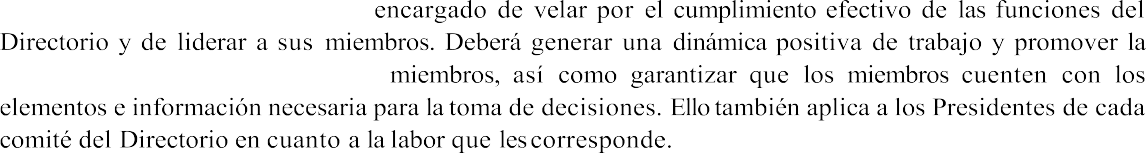 encargado de velar por el cumplimiento efectivo de las funciones del
Directorio y de liderar a sus miembros. Deberá generar una dinámica positiva de trabajo y promover la
miembros, así como garantizar que los miembros cuenten con los
elementos e información necesaria para la toma de decisiones. Ello también aplica a los Presidentes de cada
comité del Directorio en cuanto a la labor que les corresponde.